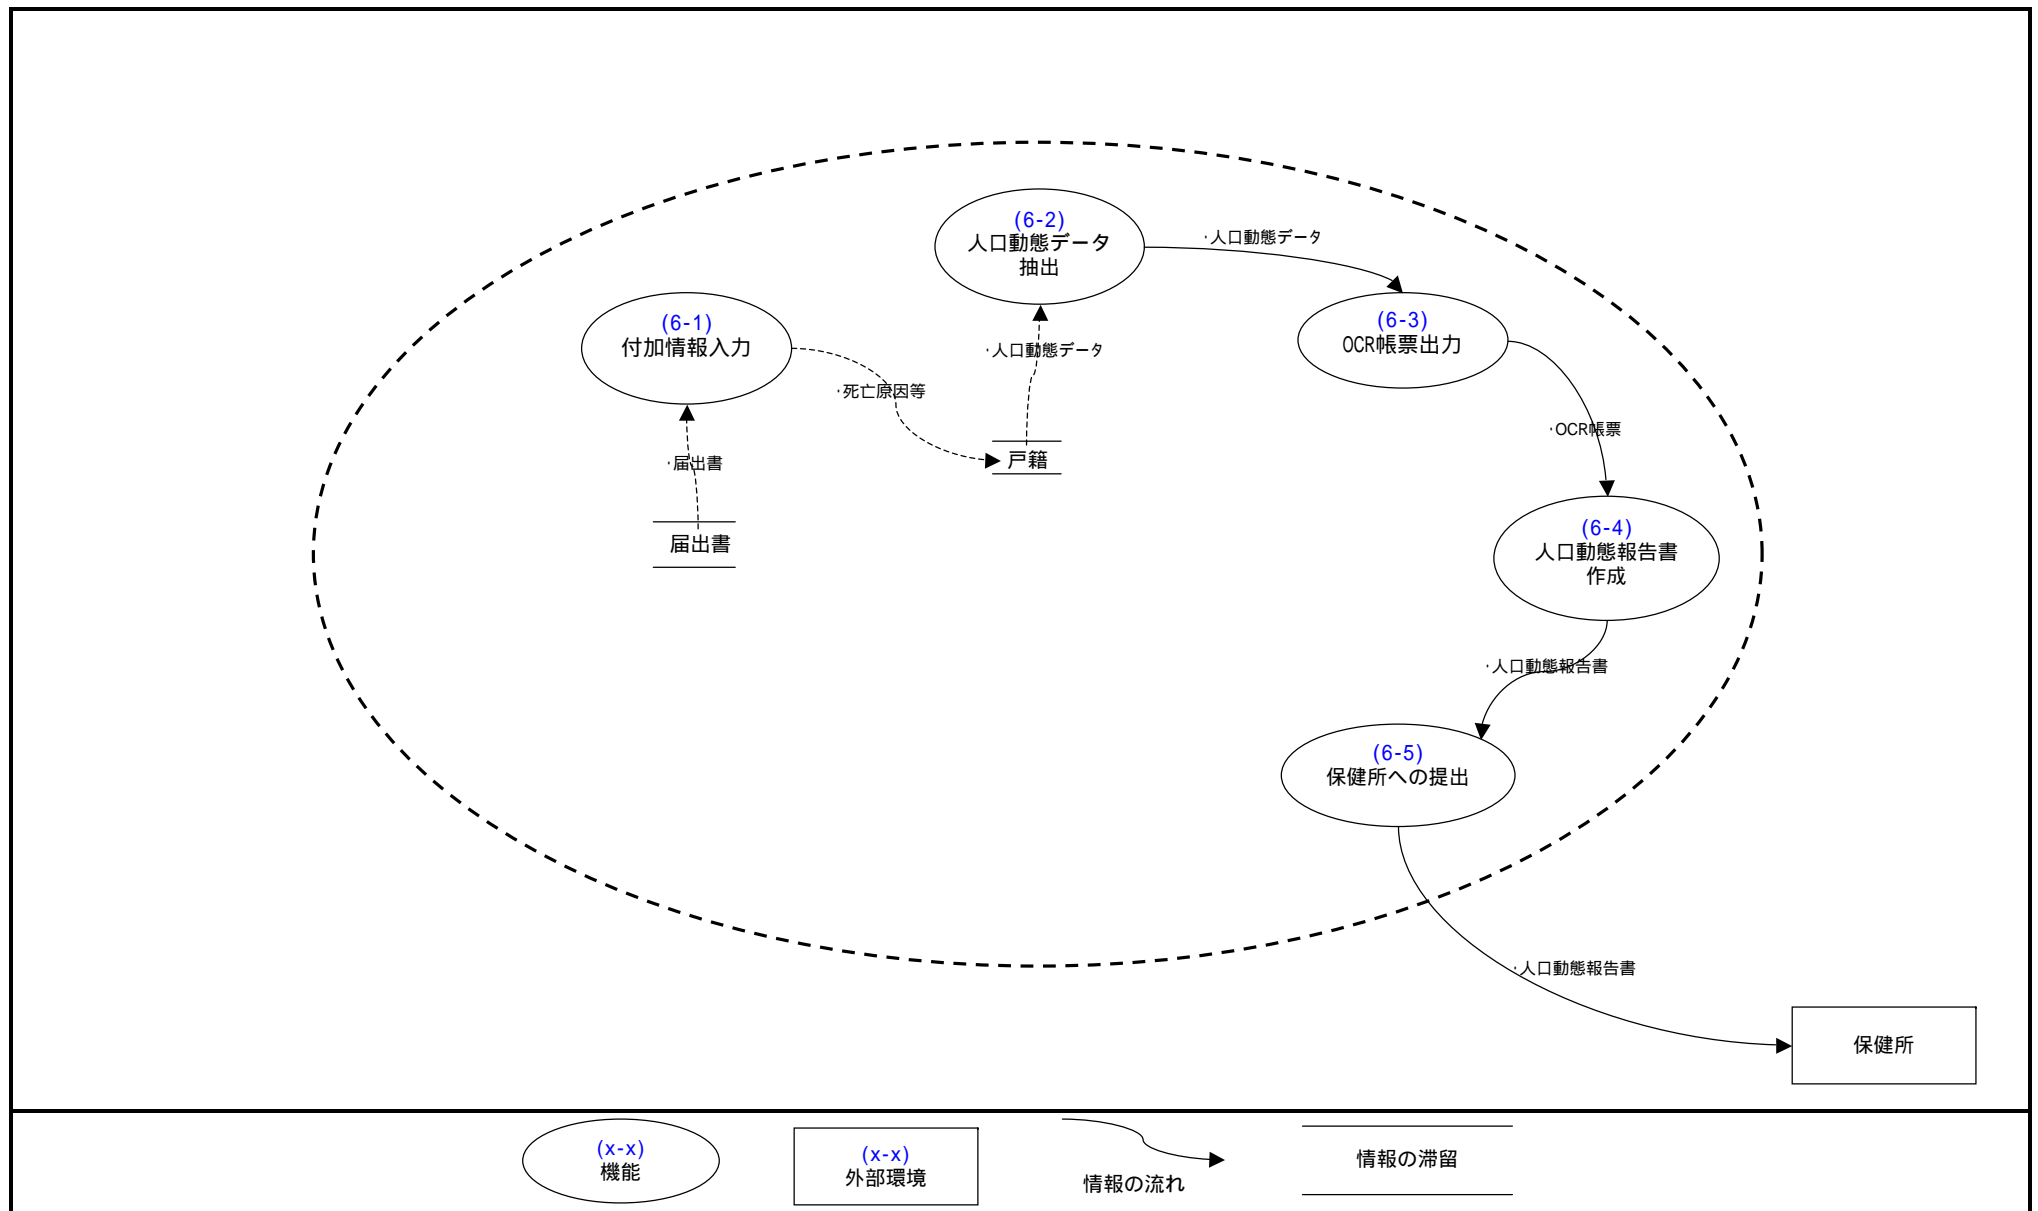 (6-2)
人口動態データ
抽出
・人口動態データ
(6-1)
付加情報入力
(6-3)
OCR帳票出力
・人口動態データ
・死亡原因等
・OCR帳票
・届出書
戸籍
届出書
(6-4)
人口動態報告書
作成
・人口動態報告書
(6-5)
保健所への提出
・人口動態報告書
保健所
(x-x)
機能
(x-x)
外部環境
情報の流れ
情報の滞留